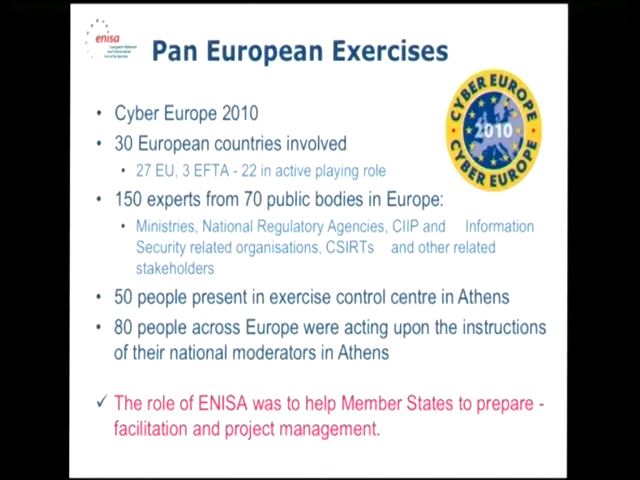 enisa
Pan European Exercises
CYBER EUROPE
2010
CYBER EUROPE
• Cyber Europe 2010
• 30 European countries involved
• 27 EU, 3 EFTA - 22 in active playing role
• 150 experts from 70 public bodies in Europe:
• Ministries, National Regulatory Agencies, CIIP and Information
Security related organisations, CSIRTs and other related
stakeholders
• 50 people present in exercise control centre in Athens
• 80 people across Europe were acting upon the instructions
of their national moderators in Athens
✓ The role of ENISA was to help Member States to prepare -
facilitation and project management.